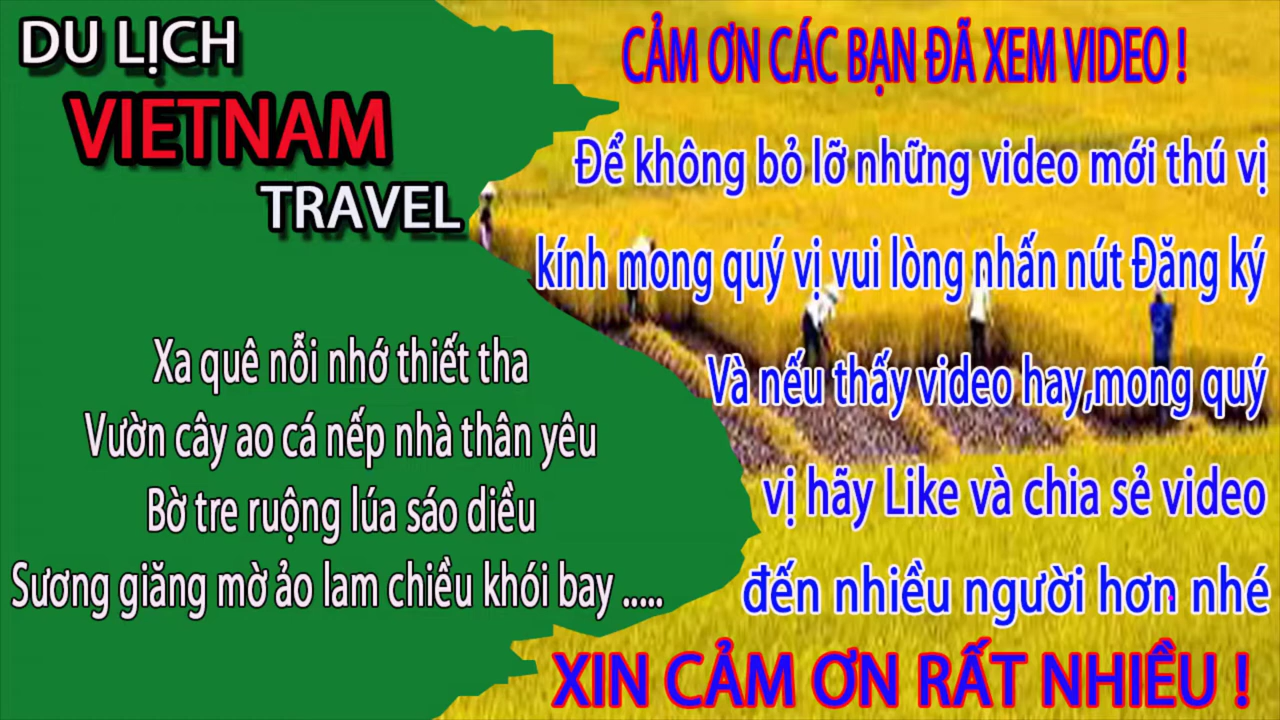 DU LỊCH
VIETNAM
TRAVEL
Xa quê nỗi nhớ thiết tha
Vườn cây ao cá nếp nhà thân yêu
Bờ tre ruộng lúa sáo diều
Sương giăng mờ ảo lam chiều khói bay .....
CẢM ƠN CÁC BẠN ĐÃ XEM VIDEO !
Để không bỏ lỡ những video mới thú vị
kính mong quý vị vui lòng nhấn nút Đăng ký
Và nếu thấy video hay,mong quý
vị hãy Like và chia sẻ video
đến nhiều người hơn nhé
XIN CẢM ƠN RẤT NHIỀU !